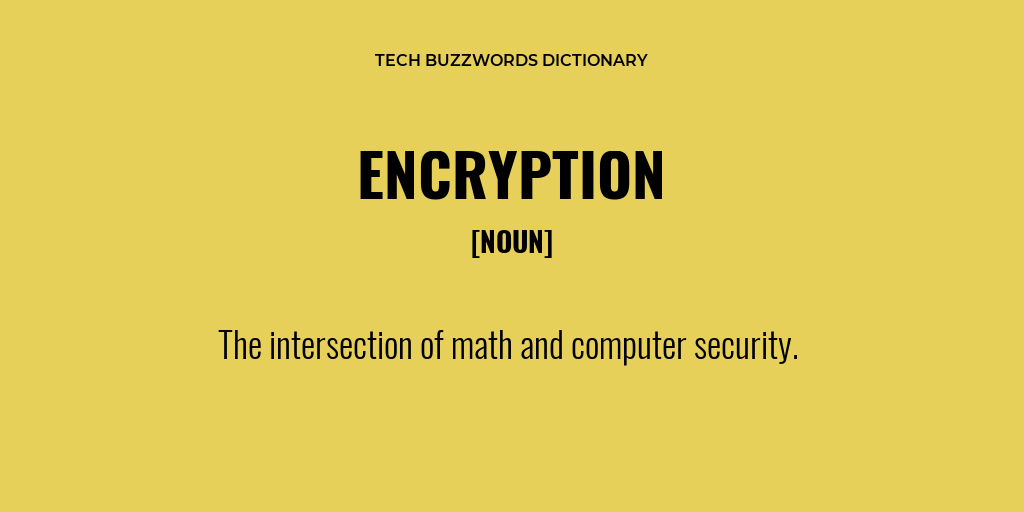 TECH BUZZWORDS DICTIONARY
ENCRYPTION
[NOUN]
The intersection of math and computer security.